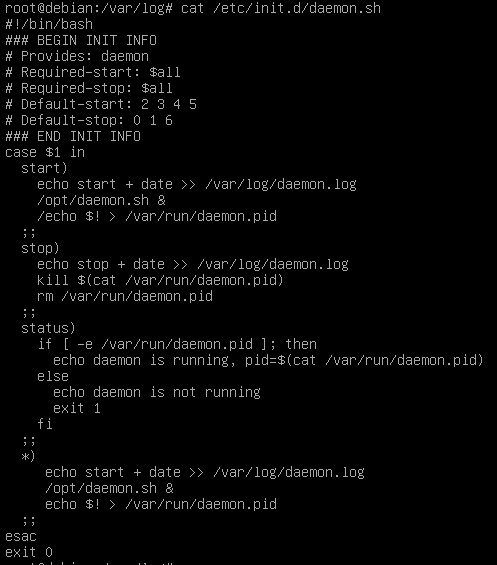 root@debian:/var/log# cat /etc/init.d/daemon.sh
#!/bin/bash
### BEGIN INIT INFO
# Provides: daemon
# Required-start: $all
# Required-stop: $all
# Default-start: 2 3 4 5
# Default-stop: 0 1 6
### END INIT INFO
case $1 in
  start)
    echo start + date >> /var/log/daemon.log
    /opt/daemon.sh &
    /echo $! > /var/run/daemon.pid
  ;;
  stop)
    echo stop + date >> /var/log/daemon.log
    kill $(cat /var/run/daemon.pid)
    rm /var/run/daemon.pid
  ;;
  status)
    if [ -e /var/run/daemon.pid ]; then
      echo daemon is running, pid=$(cat /var/run/daemon.pid)
    else
      echo daemon is not running
      exit 1
    fi
  ;;
  *)
     echo start + date >> /var/log/daemon.log
     /opt/daemon.sh &
     echo $! > /var/run/daemon.pid
  ;;
esac
exit 0